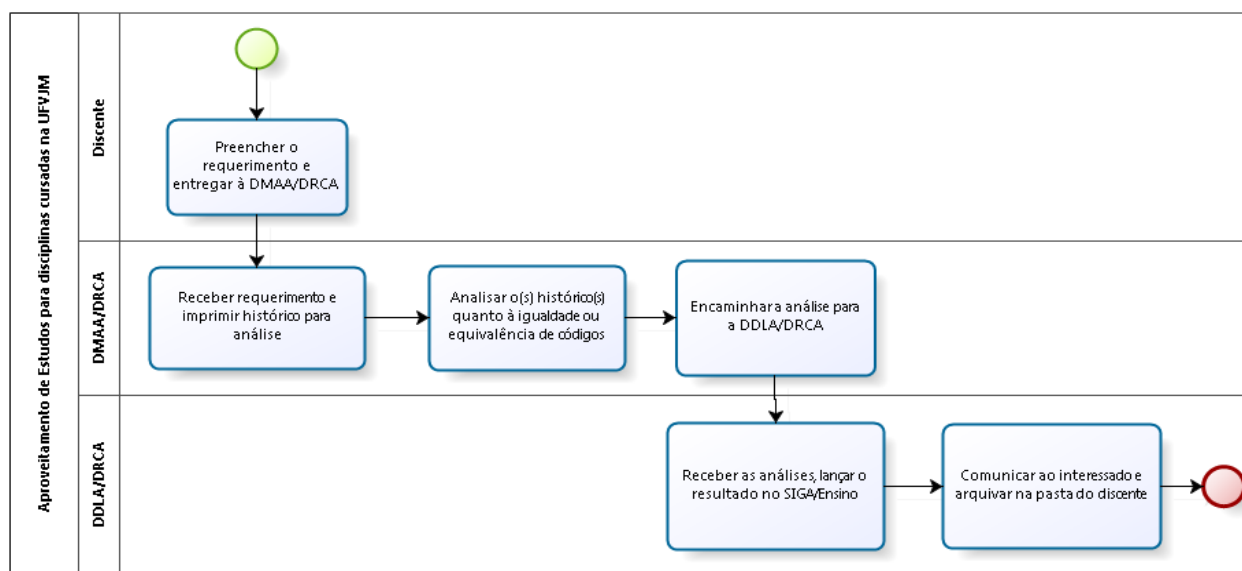 Aproveitamento de Estudos para disciplinas cursadas na UFVJM
Discente
Preencher o
requerimento e
entregar à DMAA/DRCA
DMAA/DRCA
Receber requerimento e
imprimir histórico para
análise
Analisar o(s) histórico(s)
quanto à igualdade ou
equivalência de códigos
Encaminhar a análise para
a DDLA/DRCA
DDLA/DRCA
Receber as análises, lançar o
resultado no SIGA/Ensino
Comunicar ao interessado e
arquivar na pasta do discente